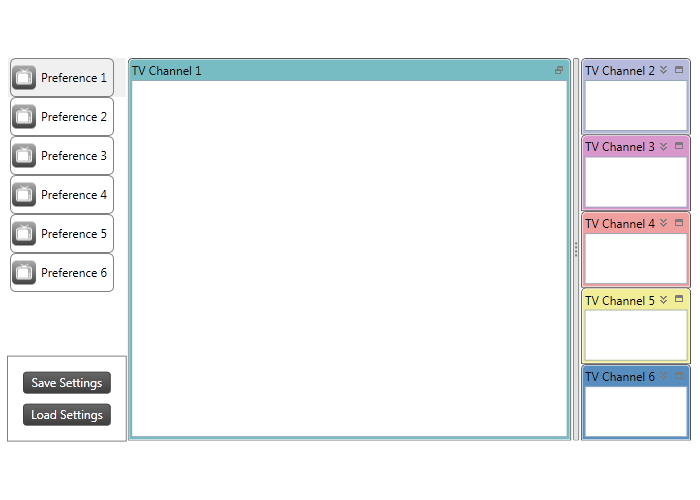 Preference 1
Preference 2
Preference 3
Preference 4
Preference 5
Preference 6
Save Settings
Load Settings
TV Channel 1
TV Channel 2
TV Channel 3
TV Channel 4
TV Channel 5
TV Channel 6